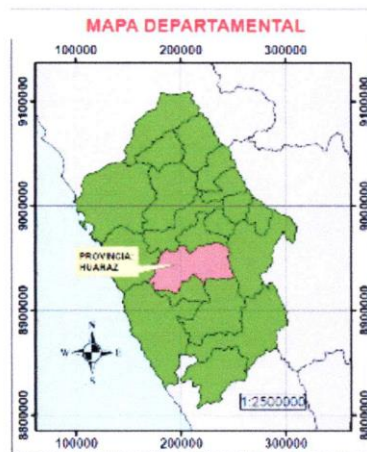 MAPA DEPARTAMENTAL
100000 200000 300000
9100000 9100000
9000000 9000000
PROVINCIA:
HUARAZ
8900000 8900000
N
W E
S
1:2500000
8800000 8800000
100000 200000 300000